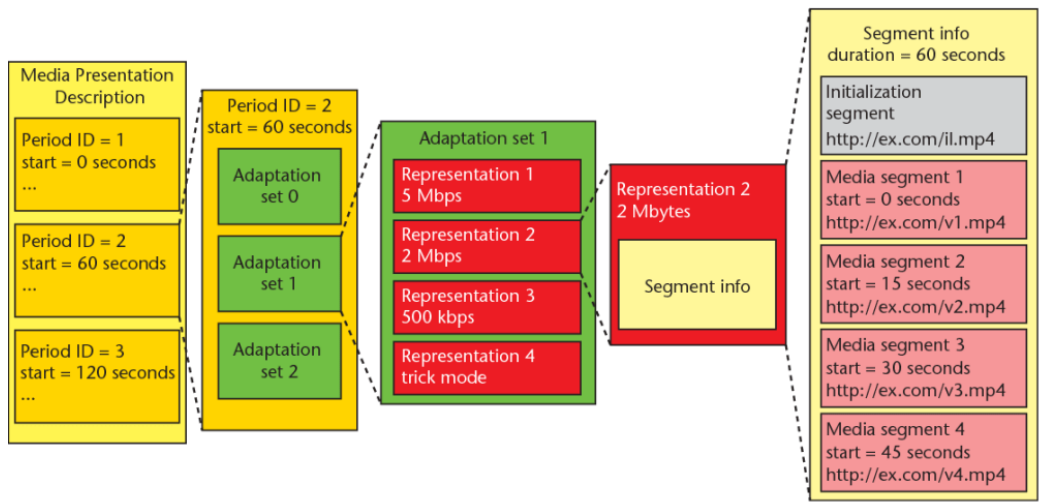 Media Presentation
Description
Period ID = 1
start = 0 seconds
...
Period ID = 2
start = 60 seconds
...
Period ID = 3
start = 120 seconds
...
Period ID = 2
start = 60 seconds
Adaptation
set 0
Adaptation
set 1
Adaptation
set 2
Adaptation set 1
Representation 1
5 Mbps
Representation 2
2 Mbps
Representation 3
500 kbps
Representation 4
trick mode
Representation 2
2 Mbytes
Segment info
Segment info
duration = 60 seconds
Initialization
segment
http://ex.com/il.mp4
Media segment 1
start = 0 seconds
http://ex.com/v1.mp4
Media segment 2
start = 15 seconds
http://ex.com/v2.mp4
Media segment 3
start = 30 seconds
http://ex.com/v3.mp4
Media segment 4
start = 45 seconds
http://ex.com/v4.mp4